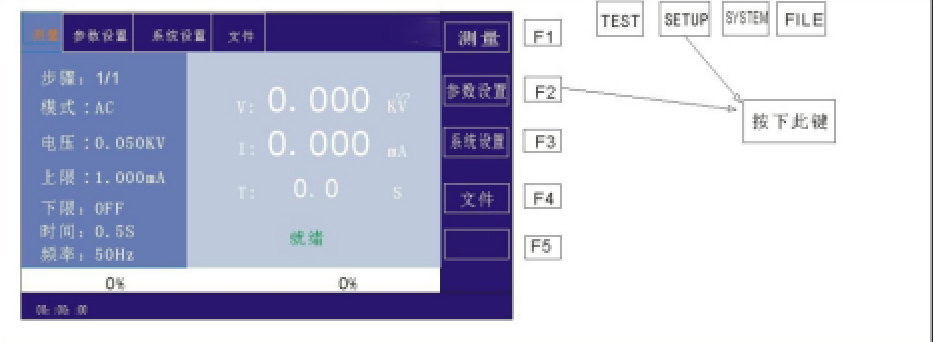 测量 参数设置 系统设置 文件
步骤：1/1
模式：AC
电压：0.050KV
上限：1.000mA
下限：OFF
时间：0.5S
频率：50Hz
V: 0.000 KV
I: 0.000 mA
T: 0.0 S
就绪
0% 0%
00: 00: 00
测量
参数设置
系统设置
文件
F1
F2
F3
F4
F5
TEST SETUP SYSTEM FILE
按下此键